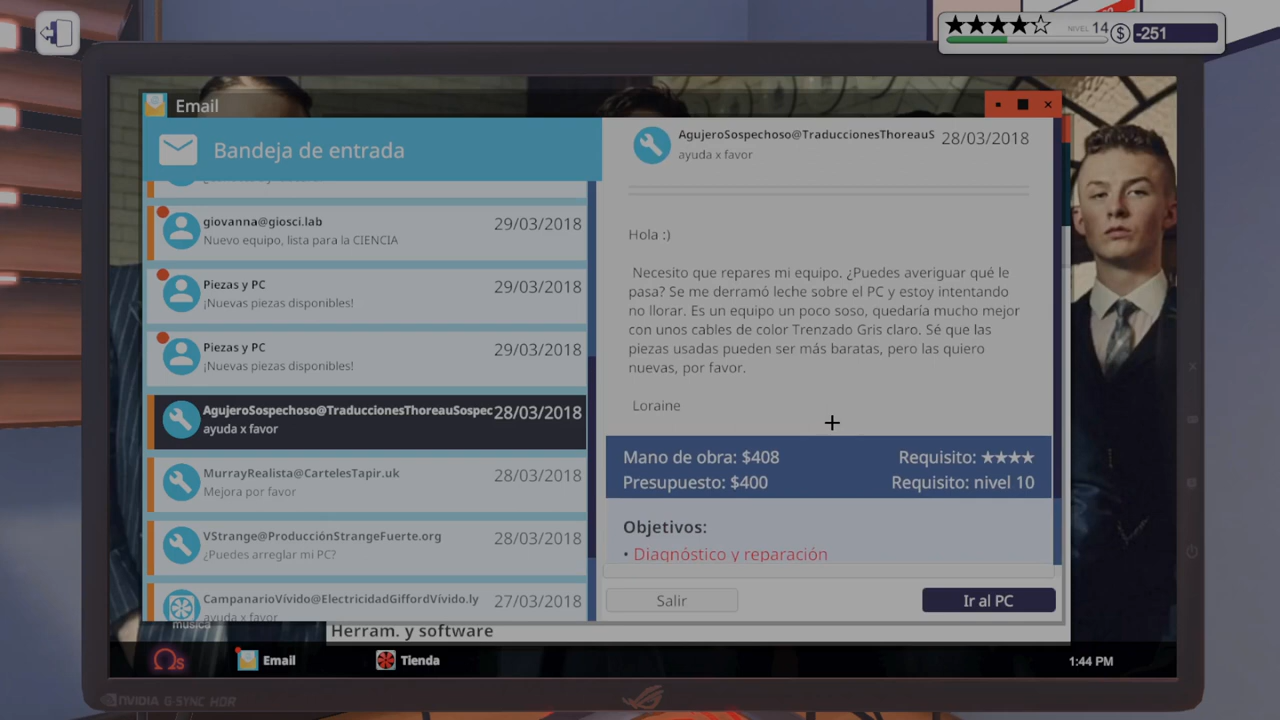 NIVEL 14
-251
Email
Bandeja de entrada
giovanna@giosci.lab 29/03/2018
Nuevo equipo, lista para la CIENCIA
Piezas y PC 29/03/2018
¡Nuevas piezas disponibles!
Piezas y PC 29/03/2018
¡Nuevas piezas disponibles!
AgujeroSospechoso@TraduccionesThoreauSospec 28/03/2018
ayuda x favor
MurrayRealista@CartelesTapir.uk 28/03/2018
Mejora por favor
VStrange@ProducciónStrangeFuerte.org 28/03/2018
¿Puedes arreglar mi PC?
CampanarioVívido@ElectricidadGiffordVívido.ly 27/03/2018
ayuda x favor
AgujeroSospechoso@TraduccionesThoreauS 28/03/2018
ayuda x favor
Hola :)
Necesito que repares mi equipo. ¿Puedes averiguar qué le
pasa? Se me derramó leche sobre el PC y estoy intentando
no llorar. Es un equipo un poco soso, quedaría mucho mejor
con unos cables de color Trenzado Gris claro. Sé que las
piezas usadas pueden ser más baratas, pero las quiero
nuevas, por favor.
Loraine
Mano de obra: $408 Requisito: ★★★★
Presupuesto: $400 Requisito: nivel 10
Objetivos:
• Diagnóstico y reparación
Salir Ir al PC
música
Herram. y software
Ωs Email Tienda 1:44 PM
NVIDIA G-SYNC HDR